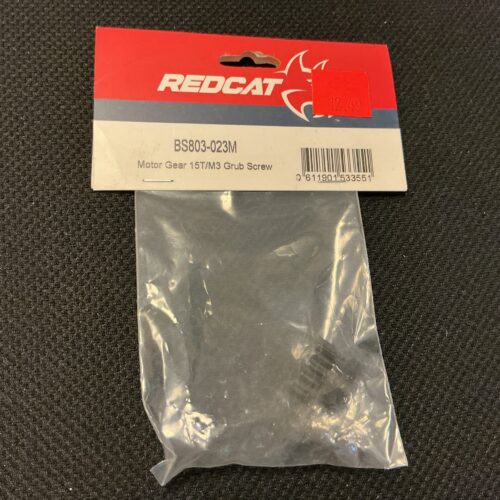 REDCAT
BS803-023M
Motor Gear 15T/M3 Grub Screw
0 611901 533551